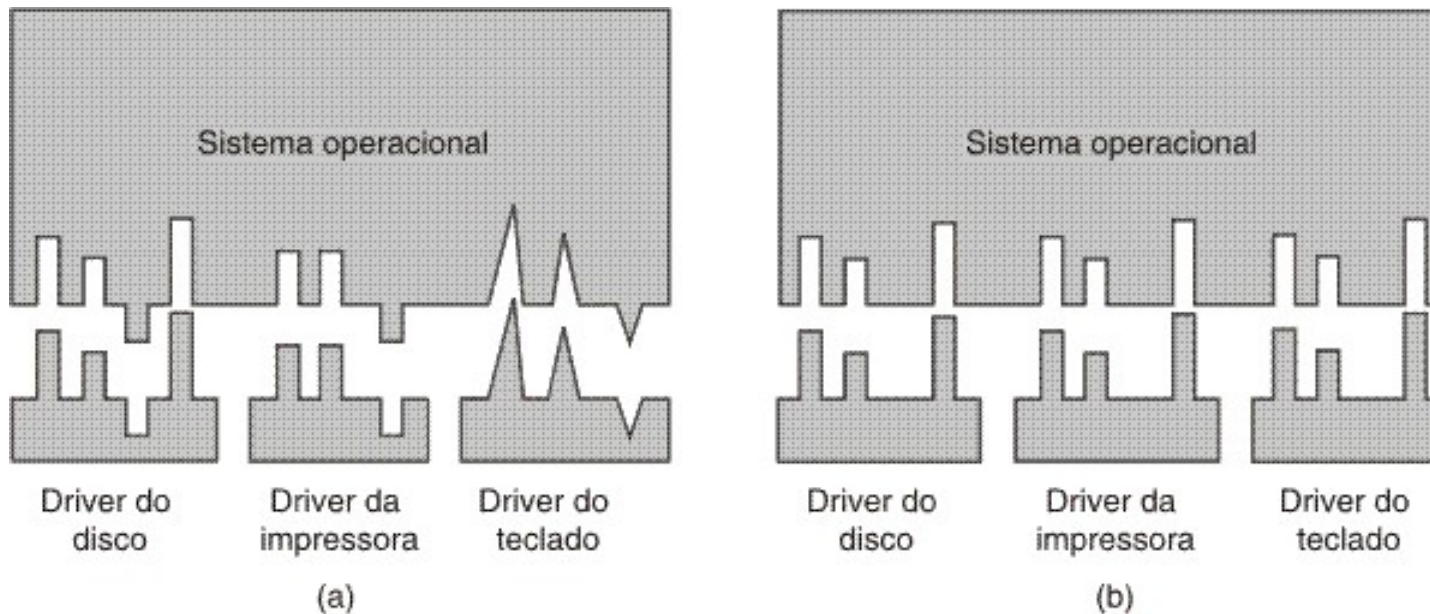 Sistema operacional
Sistema operacional
Driver do
disco
Driver da
impressora
Driver do
teclado
Driver do
disco
Driver da
impressora
Driver do
teclado
(a)
(b)